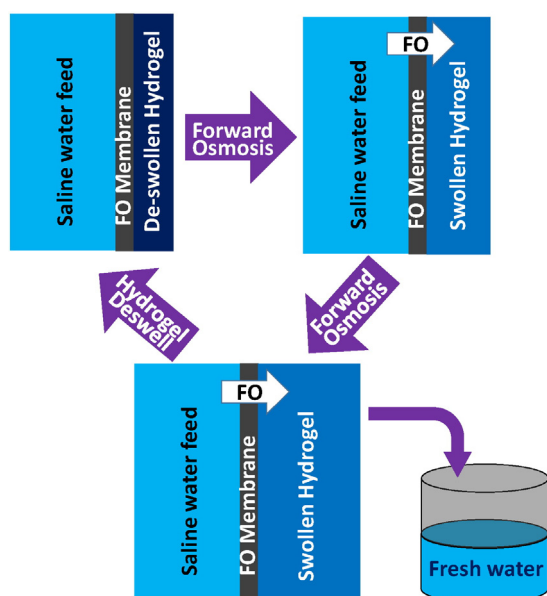 Saline water feed
FO Membrane
De-swollen Hydrogel
Forward
Osmosis
FO
Saline water feed
FO Membrane
Swollen Hydrogel
Hydrogel
Deswell
Forward
Osmosis
FO
Saline water feed
FO Membrane
Swollen Hydrogel
Fresh water